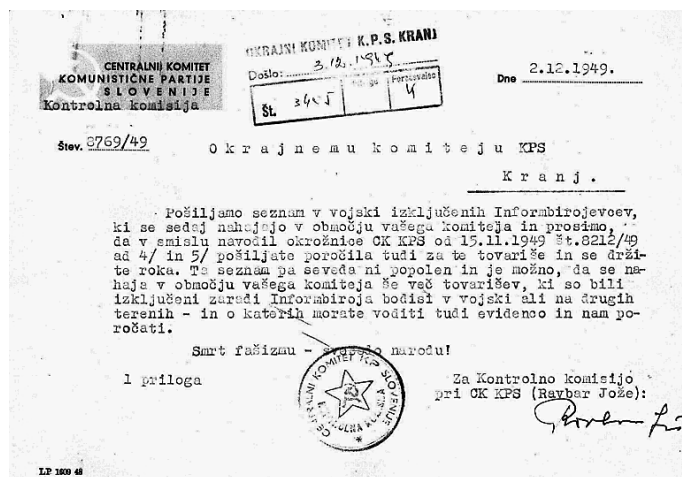 CENTRALNI KOMITET
KOMUNISTIČNE PARTIJE
SLOVENIJE
Kontrolna komisija
OKRAJNI KOMITET K.P.S. KRANJ
Došlo: 3.12.1949
Št.
Dne 2.12.1949.
Štev. 8769/49
Okrajnemu komiteju KPS
Kranj.
Pošiljamo seznam v vojski izključenih Informbirojevcev,
ki se sedaj nahajajo v območju vašega komiteja in prosimo,
da v smislu navodil okrožnice CK KPS od 15.11.1949 št.8212/49
ad 4/ in 5/ pošiljate poročila tudi za te tovariše in se drži-
te roka. Ta seznam pa seveda ni popolen in je možno, da se na-
haja v območju vašega komiteja še več tovarišev, ki so bili
izključeni zaradi Informbiroja bodisi v vojski ali na drugih
terenih - in o katerih morate voditi tudi evidenco in nam po-
ročati.
Smrt fašizmu - svobodo narodu!
1 priloga
Za Kontrolno komisijo
pri CK KPS (Ravbar Jože):
CENTRALNI KOMITET KP SLOVENIJE
KONTROLNA KOMISIJA
LP 1609 48